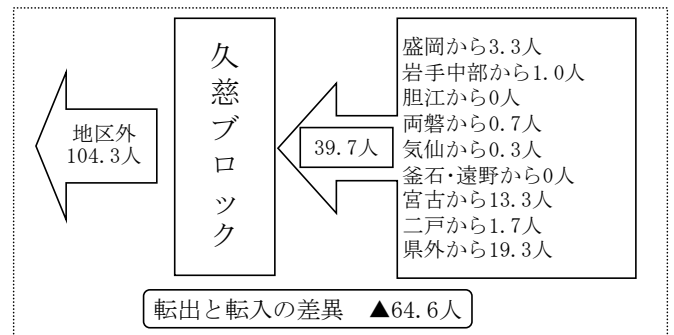 地区外
104.3人
久慈ブロック
39.7人
盛岡から3.3人
岩手中部から1.0人
胆江から0人
両磐から0.7人
気仙から0.3人
釜石・遠野から0人
宮古から13.3人
二戸から1.7人
県外から19.3人
転出と転入の差異　▲64.6人